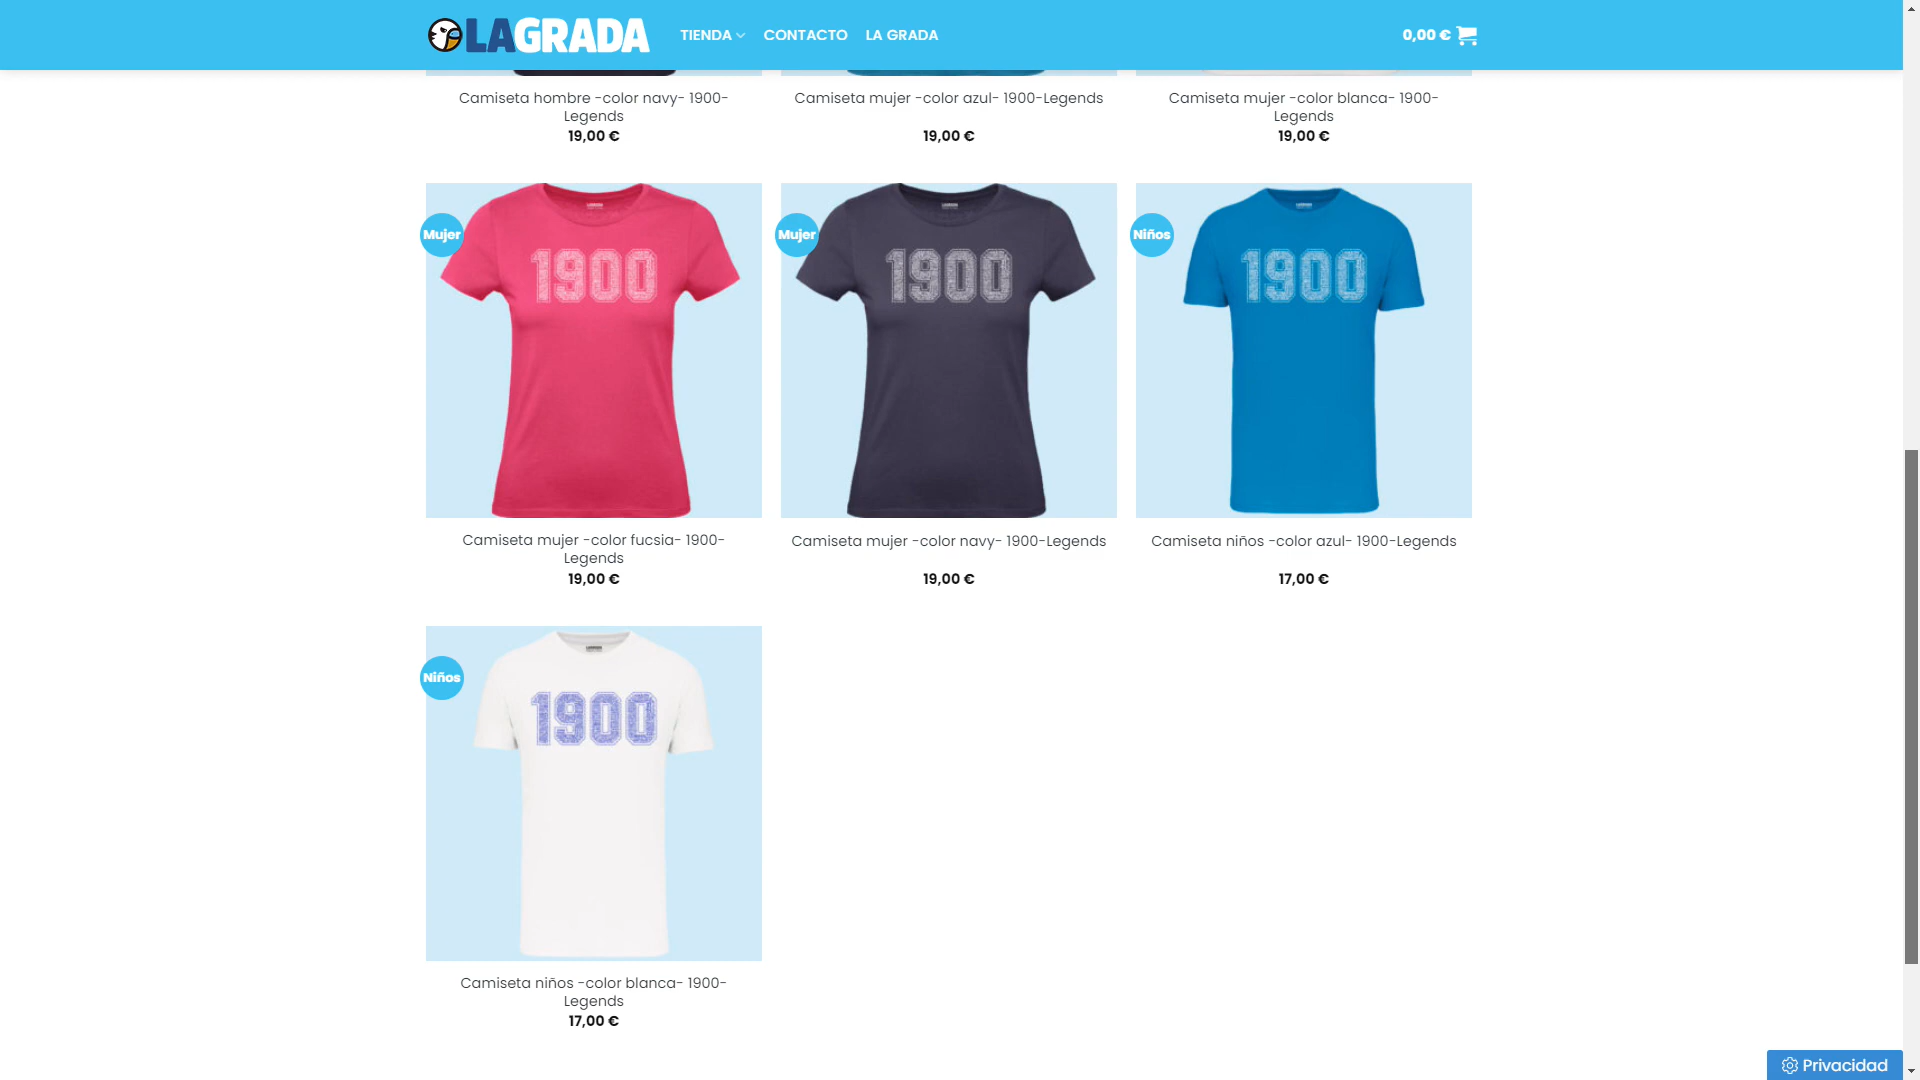 LAGRADA TIENDA CONTACTO LA GRADA 0,00 €
Camiseta hombre -color navy- 1900-
Legends
19,00 €
Camiseta mujer -color azul- 1900-Legends
19,00 €
Camiseta mujer -color blanca- 1900-
Legends
19,00 €
Mujer
1900
Camiseta mujer -color fucsia- 1900-
Legends
19,00 €
Mujer
1900
Camiseta mujer -color navy- 1900-Legends
19,00 €
Niños
1900
Camiseta niños -color azul- 1900-Legends
17,00 €
Niños
1900
Camiseta niños -color blanca- 1900-
Legends
17,00 €
Privacidad